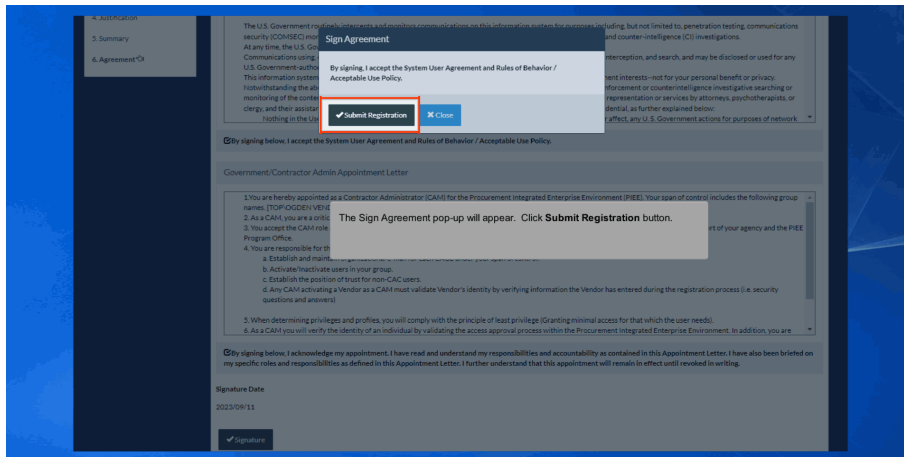 4. Justification
5. Summary
6. Agreement
The U.S. Government routinely intercepts and monitors communications on this information system for purposes including, but not limited to, penetration testing, communications
security (COMSEC) mon
and counter-intelligence (CI) investigations.
At any time, the U.S. Go
Communications using,
nterception, and search, and may be disclosed or used for any
U.S. Government-autho
This information system
ment interests--not for your personal benefit or privacy.
Notwithstanding the ab
nforcement or counterintelligence investigative searching or
monitoring of the conte
representation or services by attorneys, psychotherapists, or
clergy, and their assistan
dential, as further explained below:
Nothing in the Use
r affect, any U.S. Government actions for purposes of network
Sign Agreement
By signing, I accept the System User Agreement and Rules of Behavior /
Acceptable Use Policy.
Submit Registration
Close
By signing below, I accept the System User Agreement and Rules of Behavior / Acceptable Use Policy.
Government/Contractor Admin Appointment Letter
1.You are hereby appointed as a Contractor Administrator (CAM) for the Procurement Integrated Enterprise Environment (PIEE). Your span of control includes the following group
names. [TOP\OGDEN VEND
2. As a CAM, you are a critic
3. You accept the CAM role
rt of your agency and the PIEE
Program Office.
4. You are responsible for th
The Sign Agreement pop-up will appear. Click Submit Registration button.
a. Establish and maint
b. Activate/Inactivate users in your group.
c. Establish the position of trust for non-CAC users.
d. Any CAM activating a Vendor as a CAM must validate Vendor's identity by verifying information the Vendor has entered during the registration process (i.e. security
questions and answers)
5. When determining privileges and profiles, you will comply with the principle of least privilege (Granting minimal access for that which the user needs).
6. As a CAM you will verify the identity of an individual by validating the access approval process within the Procurement integrated Enterprise Environment. In addition, you are
By signing below, I acknowledge my appointment. I have read and understand my responsibilities and accountability as contained in this Appointment Letter. I have also been briefed on
my specific roles and responsibilities as defined in this Appointment Letter. I further understand that this appointment will remain in effect until revoked in writing.
Signature Date
2023/09/11
Signature